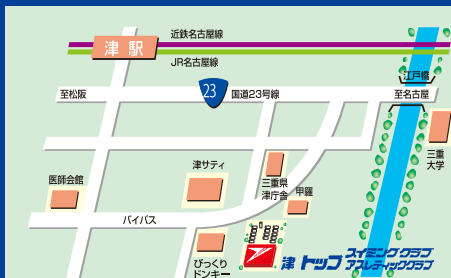 近鉄名古屋線
津駅
JR名古屋線
江戸橋
至松阪
23
国道23号線
至名古屋
三重
大学
津サティ
医師会館
三重県
津庁舎
甲羅
バイパス
びっくり
ドンキー
津 トップ スイミングクラブ
アスレティッククラブ